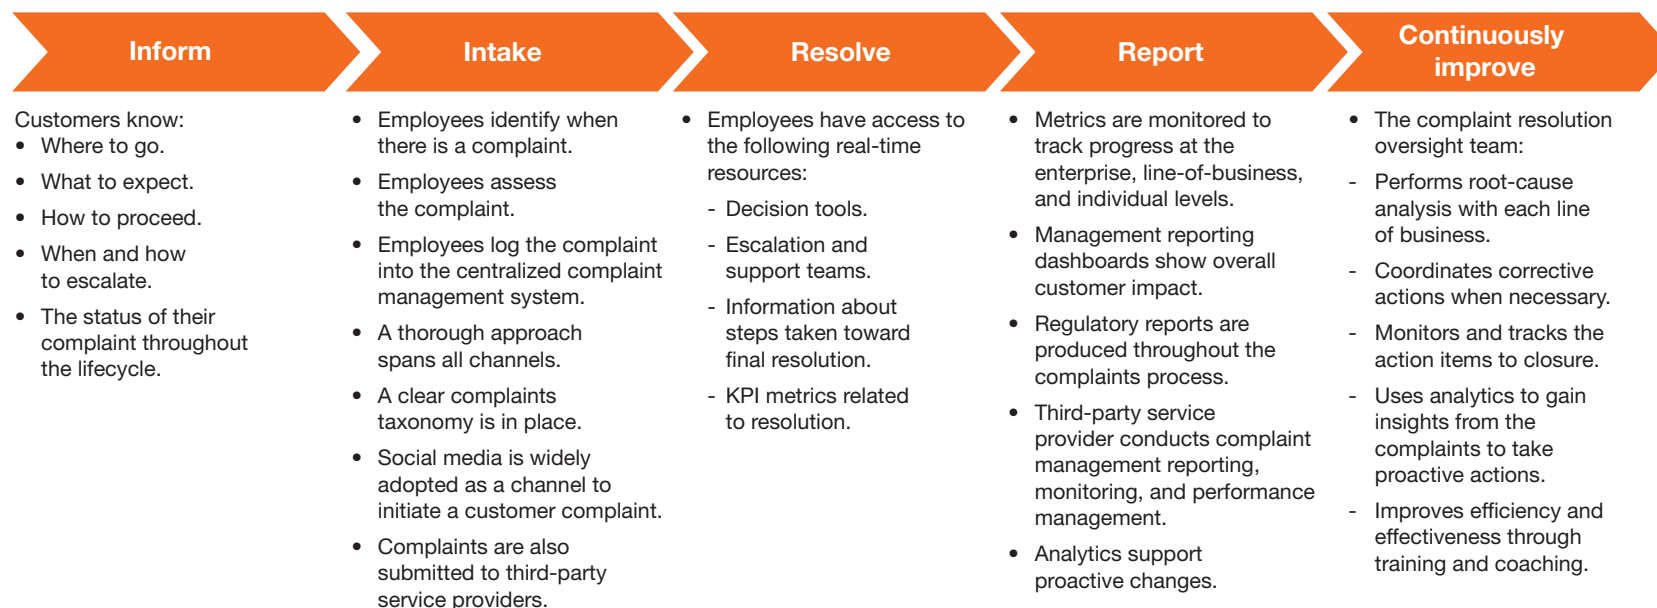 Inform
Customers know:
• Where to go.
• What to expect.
• How to proceed.
• When and how
to escalate.
• The status of their
complaint throughout
the lifecycle.
Intake
• Employees identify when
there is a complaint.
• Employees assess
the complaint.
• Employees log the complaint
into the centralized complaint
management system.
• A thorough approach
spans all channels.
• A clear complaints
taxonomy is in place.
• Social media is widely
adopted as a channel to
initiate a customer complaint.
• Complaints are also
submitted to third-party
service providers.
Resolve
• Employees have access to
the following real-time
resources:
- Decision tools.
- Escalation and
support teams.
- Information about
steps taken toward
final resolution.
- KPI metrics related
to resolution.
Report
• Metrics are monitored to
track progress at the
enterprise, line-of-business,
and individual levels.
• Management reporting
dashboards show overall
customer impact.
• Regulatory reports are
produced throughout the
complaints process.
• Third-party service
provider conducts complaint
management reporting,
monitoring, and performance
management.
• Analytics support
proactive changes.
Continuously
improve
• The complaint resolution
oversight team:
- Performs root-cause
analysis with each line
of business.
- Coordinates corrective
actions when necessary.
- Monitors and tracks the
action items to closure.
- Uses analytics to gain
insights from the
complaints to take
proactive actions.
- Improves efficiency and
effectiveness through
training and coaching.